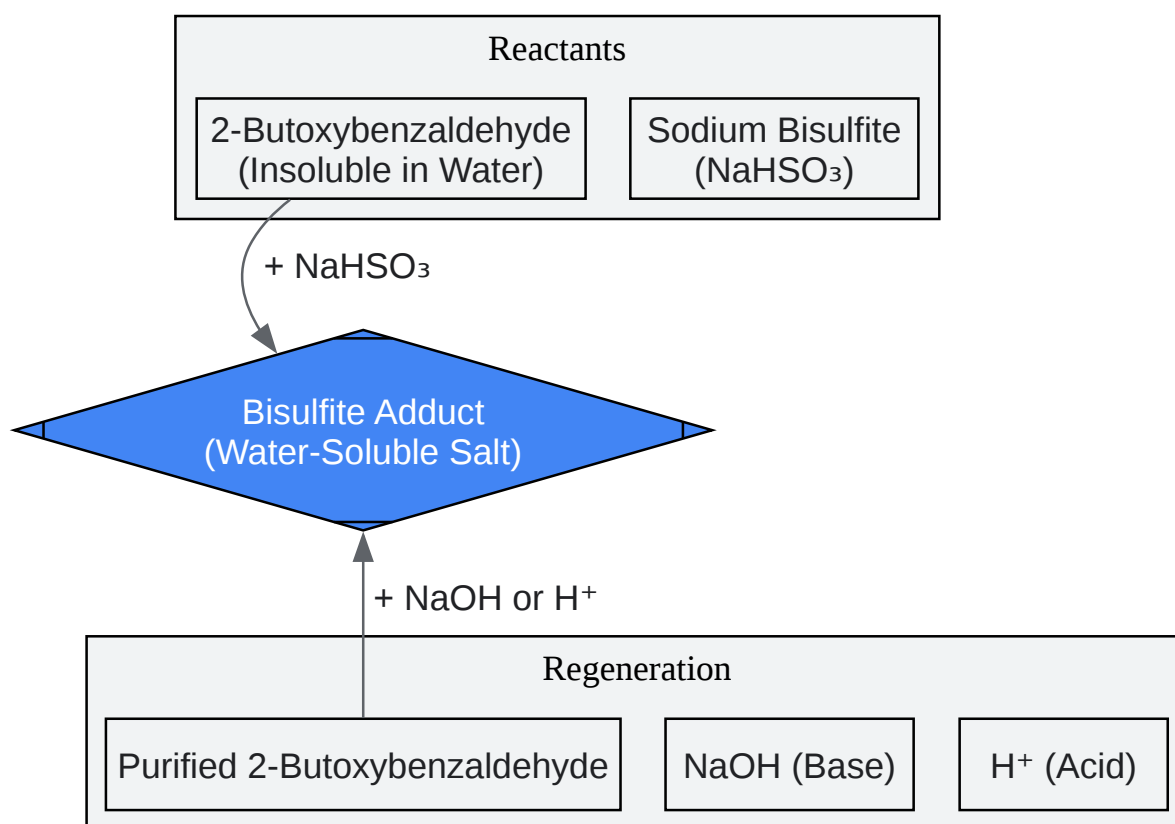 Reactants
2-Butoxybenzaldehyde
(Insoluble in Water)
Sodium Bisulfite
(NaHSO₃)
+ NaHSO₃
Bisulfite Adduct
(Water-Soluble Salt)
+ NaOH or H⁺
Regeneration
Purified 2-Butoxybenzaldehyde
NaOH (Base)
H⁺ (Acid)